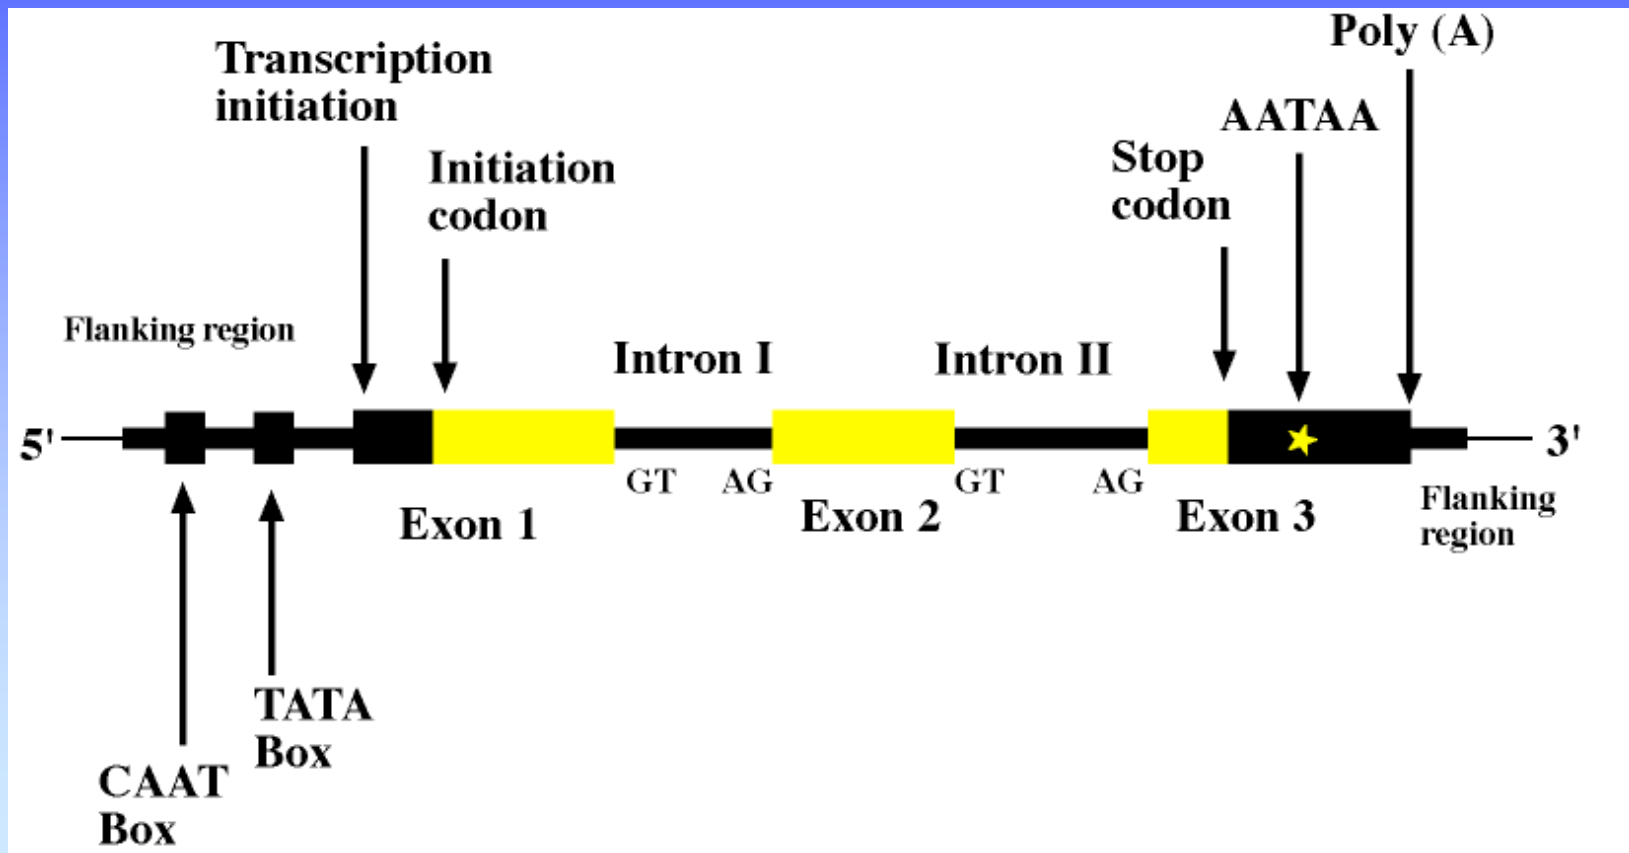 Poly (A)
Transcription
initiation
AATAA
Stop
codon
Initiation
codon
Flanking region
Intron I
Intron II
5'
3'
GT
AG
GT
AG
Exon 1
Exon 2
Exon 3
Flanking
region
TATA
Box
CAAT
Box